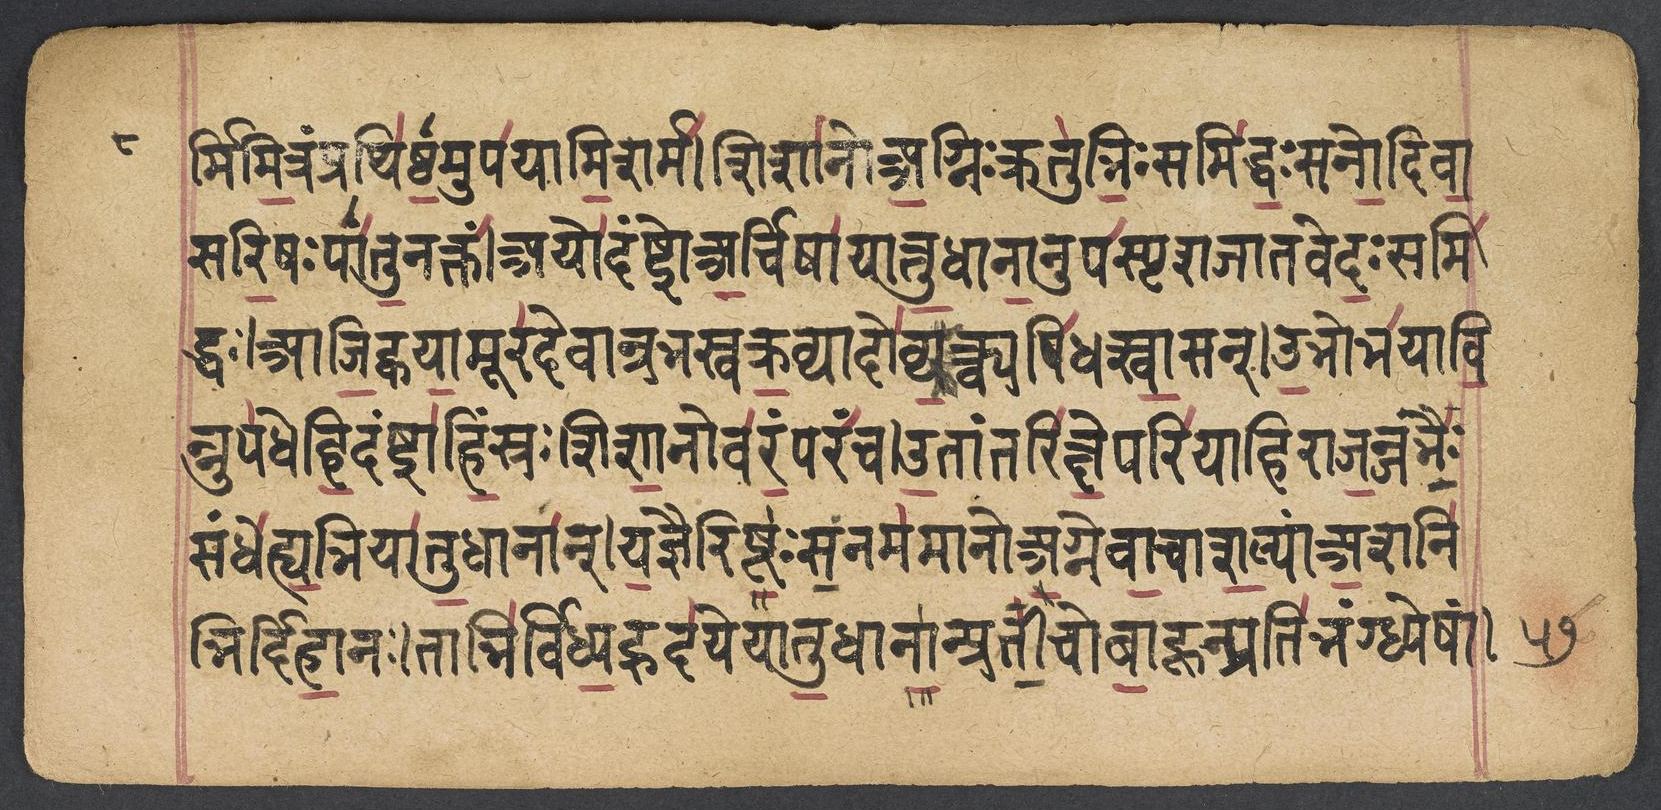 ८
र्मिमित्रंप्रथिष्ठमुपयामिशर्म।शिशानोअग्निःक्रतुभिःसमिद्धःसनोदिवा
सरिषःपातुनक्तं।अयोदंष्ट्रोअर्चिषायातुधानानुपस्पृशजातवेदःसमि
द्धः।आजिह्वयामूरदेवान्रभस्वक्रव्यादोवृक्त्व्यपिधत्स्वासन्।उभोभयावि
न्नुपधेहिदंष्ट्राहिंस्रःशिशानोवरंपरंच।उतांतरिक्षेपरियाहिराजञ्जंभैः
संधेह्यभियातुधानान्।यज्ञैरिषूःसंनममानोअग्नेवाचाशल्याँअशनि
भिर्दिहानः।ताभिर्विध्यहृदयेयातुधानान्प्रतीचोबाहून्प्रतिभंग्ध्येषां। ५७